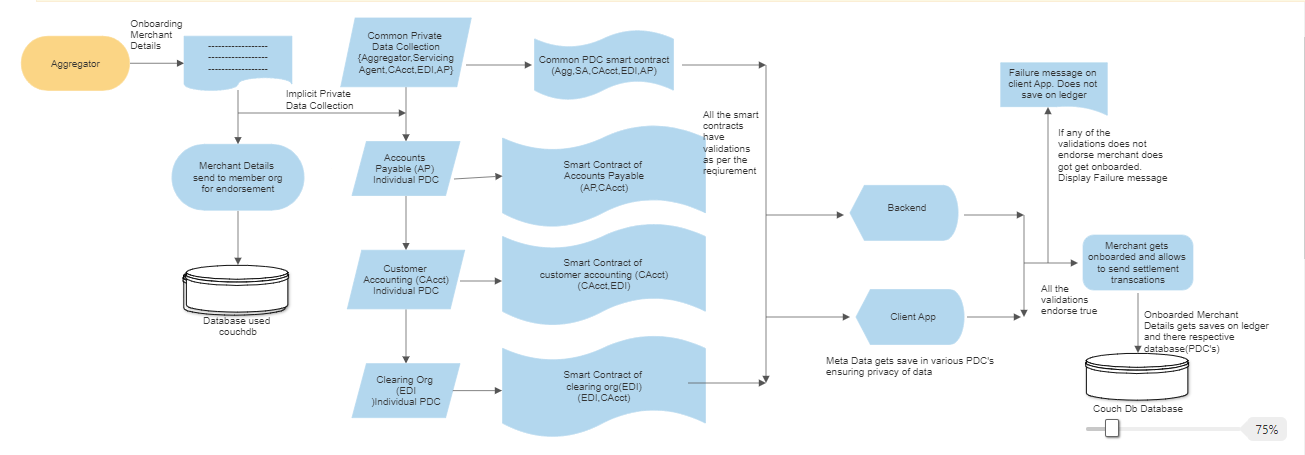 Onboarding
Merchant
Details
Aggregator
Implicit Private
Data Collection
Merchant Details
send to member org
for endorsement
Database used
couchdb
Common Private
Data Collection
{Aggregator,Servicing
Agent,CAcct,EDI,AP}
Accounts
Payable (AP)
Individual PDC
Customer
Accounting (CAcct)
Individual PDC
Clearing Org
(EDI
)Individual PDC
Common PDC smart contract
(Agg,SA,CAcct,EDI,AP)
Smart Contract of
Accounts Payable
(AP,CAcct)
Smart Contract of
customer accounting (CAcct)
(CAcct,EDI)
Smart Contract of
clearing org(EDI)
(EDI,CAcct)
All the smart
contracts
have
validations
as per the
reqiurement
Backend
Client App
Meta Data gets save in various PDC's
ensuring privacy of data
Failure message on
client App. Does not
save on ledger
If any of the
validations does not
endorse merchant does
got get onboarded.
Display Failure message
Merchant gets
onboarded and allows
to send settlement
transcations
All the
validations
endorse true
Onboarded Merchant
Details gets saves on ledger
and there respective
database(PDC's)
Couch Db Database
75%